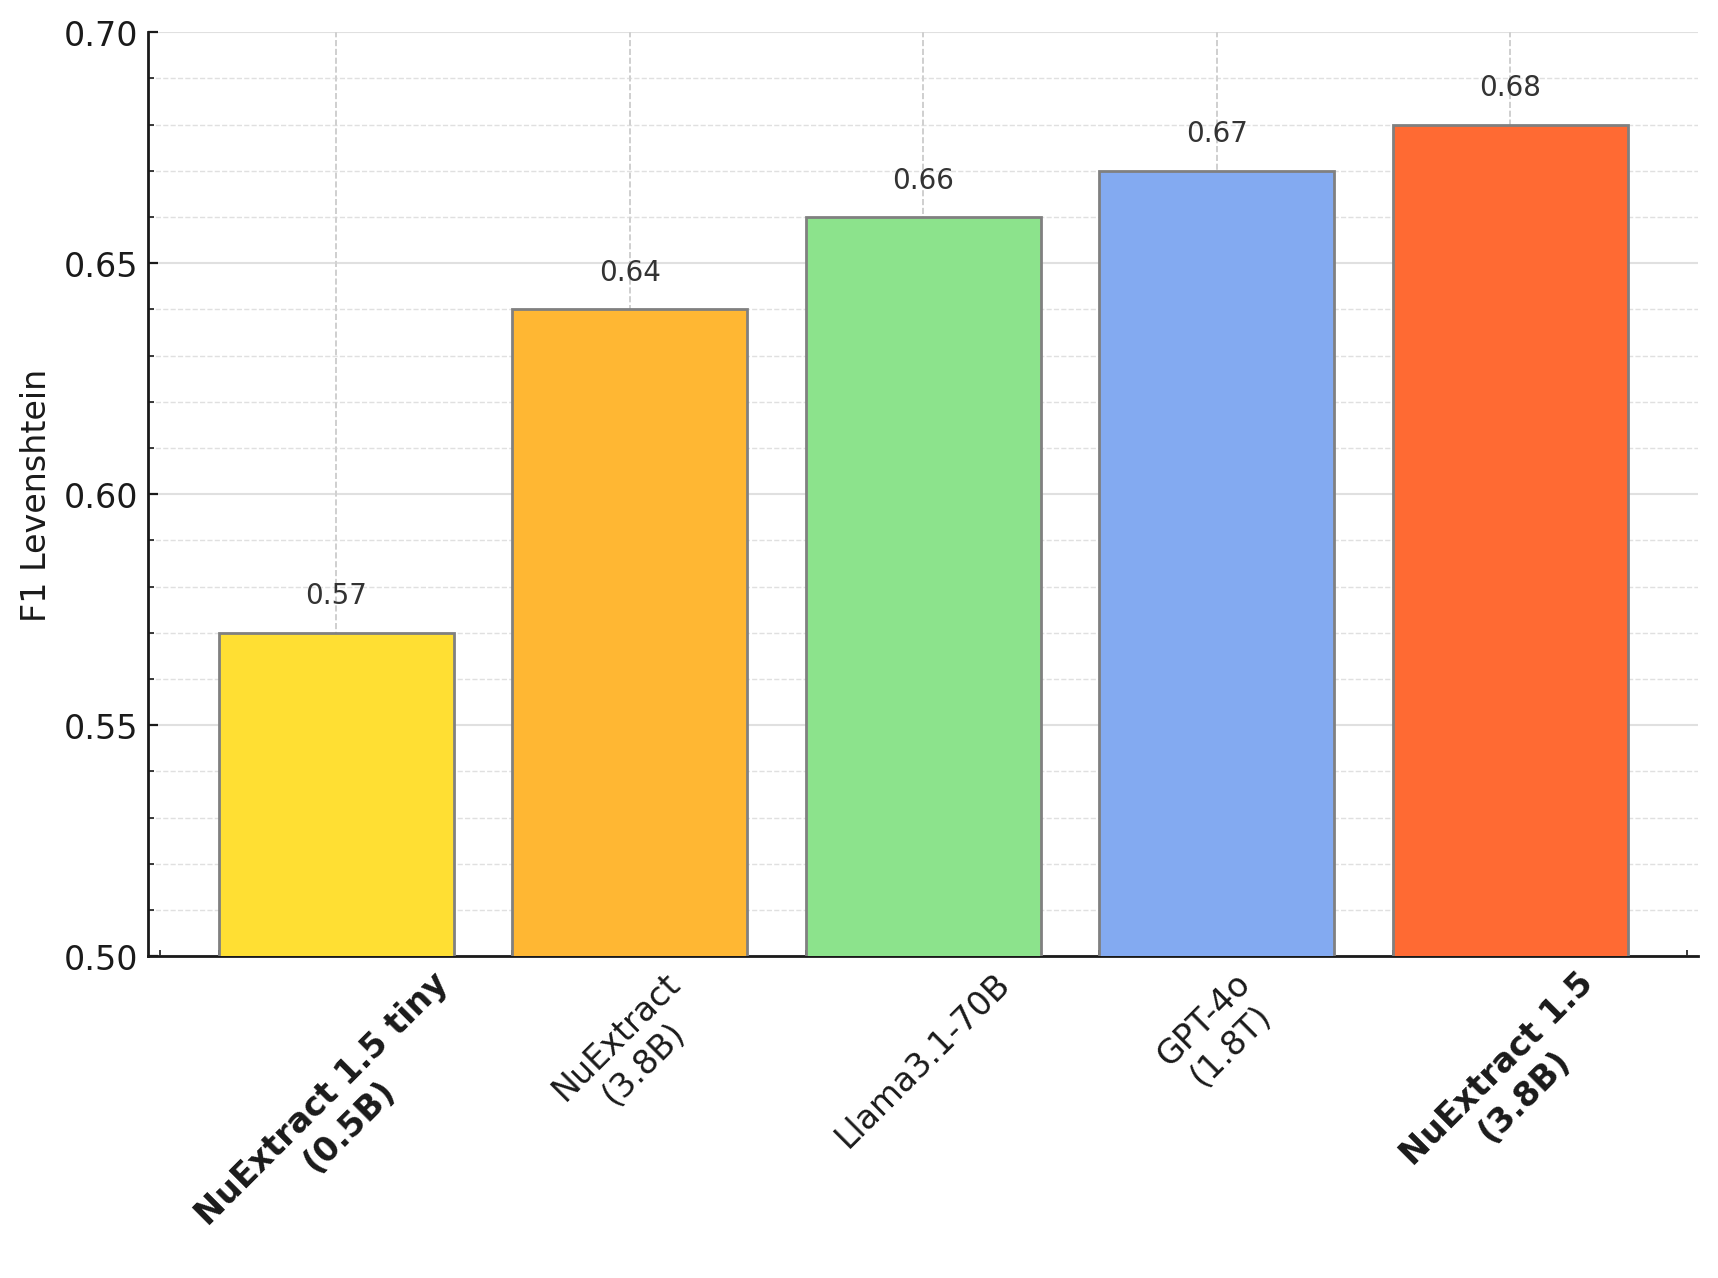 0.70
0.65
0.60
0.55
0.50
F1 Levenshtein
0.57
0.64
0.66
0.67
0.68
NuExtract 1.5 tiny
(0.5B)
NuExtract
(3.8B)
Llama3.1-70B
GPT-4o
(1.8T)
NuExtract 1.5
(3.8B)